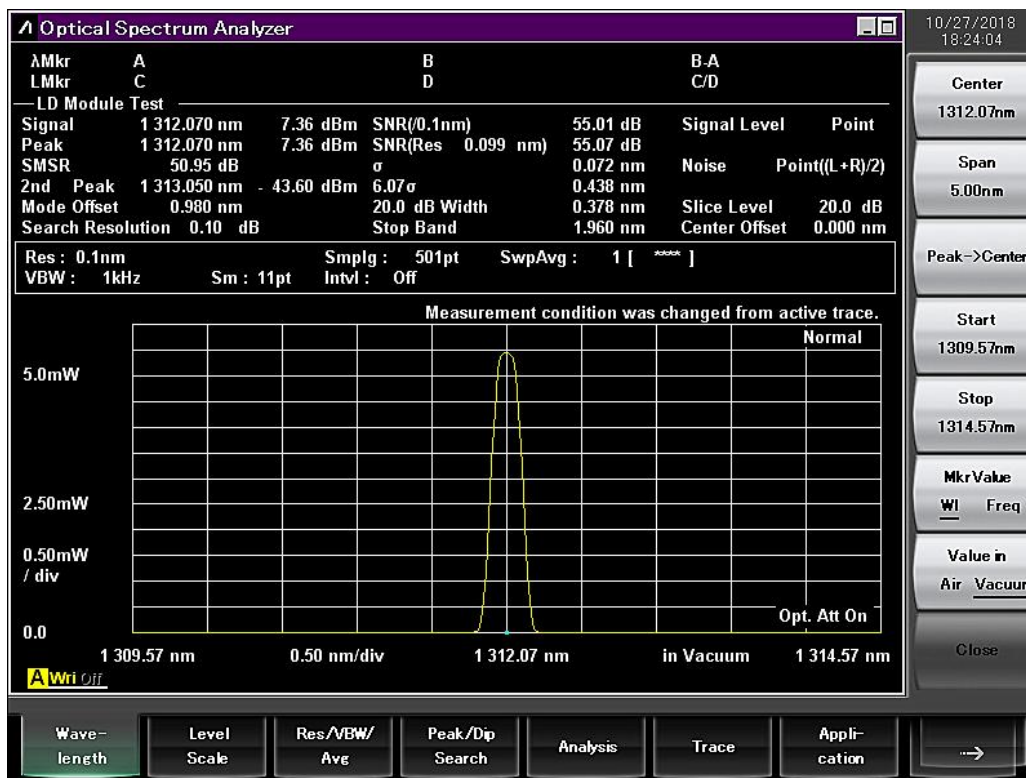 Optical Spectrum Analyzer
10/27/2018
18:24:04
λMkr A B B-A
LMkr C D C/D
LD Module Test
Signal 1 312.070 nm 7.36 dBm SNR(/0.1nm) 55.01 dB Signal Level Point
Peak 1 312.070 nm 7.36 dBm SNR(Res 0.099 nm) 55.07 dB
SMSR 50.95 dB σ 0.072 nm Noise Point((L+R)/2)
2nd Peak 1 313.050 nm - 43.60 dBm 6.07σ 0.438 nm
Mode Offset 0.980 nm 20.0 dB Width 0.378 nm Slice Level 20.0 dB
Search Resolution 0.10 dB Stop Band 1.960 nm Center Offset 0.000 nm
Res : 0.1nm Smplg : 501pt SwpAvg : 1 [ **** ]
VBW : 1kHz Sm : 11pt Intvl : Off
Measurement condition was changed from active trace.
Normal
5.0mW
2.50mW
0.50mW
/ div
Opt. Att On
0.0
1 309.57 nm 0.50 nm/div 1 312.07 nm in Vacuum 1 314.57 nm
A Wri Off
Center
1312.07nm
Span
5.00nm
Peak->Center
Start
1309.57nm
Stop
1314.57nm
Mkr Value
Wl Freq
Value in
Air Vacuum
Close
Wave-
length
Level
Scale
Res/VBW/
Avg
Peak/Dip
Search
Analysis
Trace
Appli-
cation